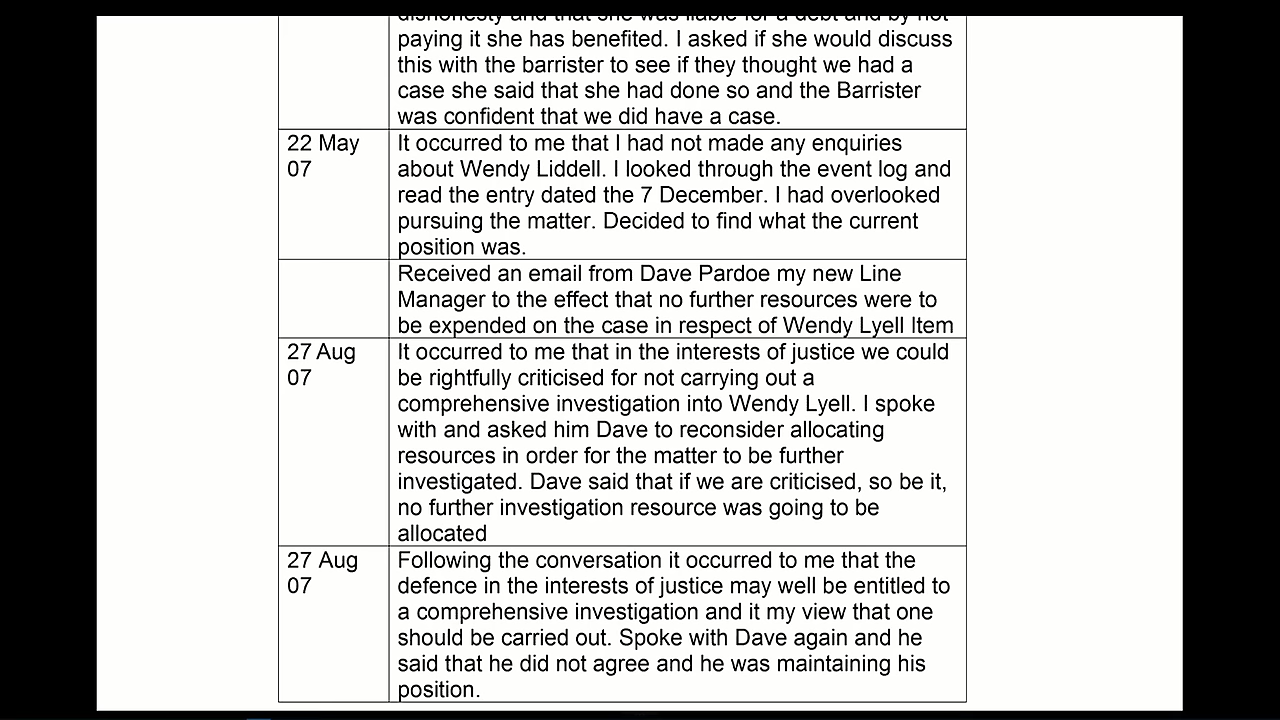 dishonesty and that she was liable for a debt and by not
paying it she has benefited. I asked if she would discuss
this with the barrister to see if they thought we had a
case she said that she had done so and the Barrister
was confident that we did have a case.
22 May
07
It occurred to me that I had not made any enquiries
about Wendy Liddell. I looked through the event log and
read the entry dated the 7 December. I had overlooked
pursuing the matter. Decided to find what the current
position was.
Received an email from Dave Pardoe my new Line
Manager to the effect that no further resources were to
be expended on the case in respect of Wendy Lyell Item
27 Aug
07
It occurred to me that in the interests of justice we could
be rightfully criticised for not carrying out a
comprehensive investigation into Wendy Lyell. I spoke
with and asked him Dave to reconsider allocating
resources in order for the matter to be further
investigated. Dave said that if we are criticised, so be it,
no further investigation resource was going to be
allocated
27 Aug
07
Following the conversation it occurred to me that the
defence in the interests of justice may well be entitled to
a comprehensive investigation and it my view that one
should be carried out. Spoke with Dave again and he
said that he did not agree and he was maintaining his
position.